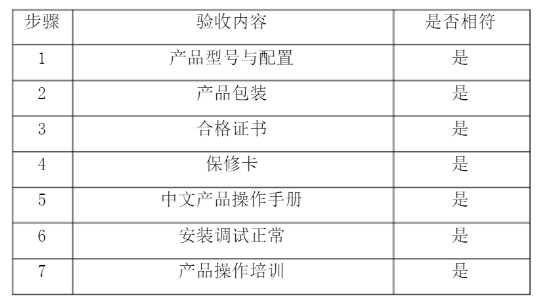 步骤 验收内容 是否相符
1 产品型号与配置 是
2 产品包装 是
3 合格证书 是
4 保修卡 是
5 中文产品操作手册 是
6 安装调试正常 是
7 产品操作培训 是